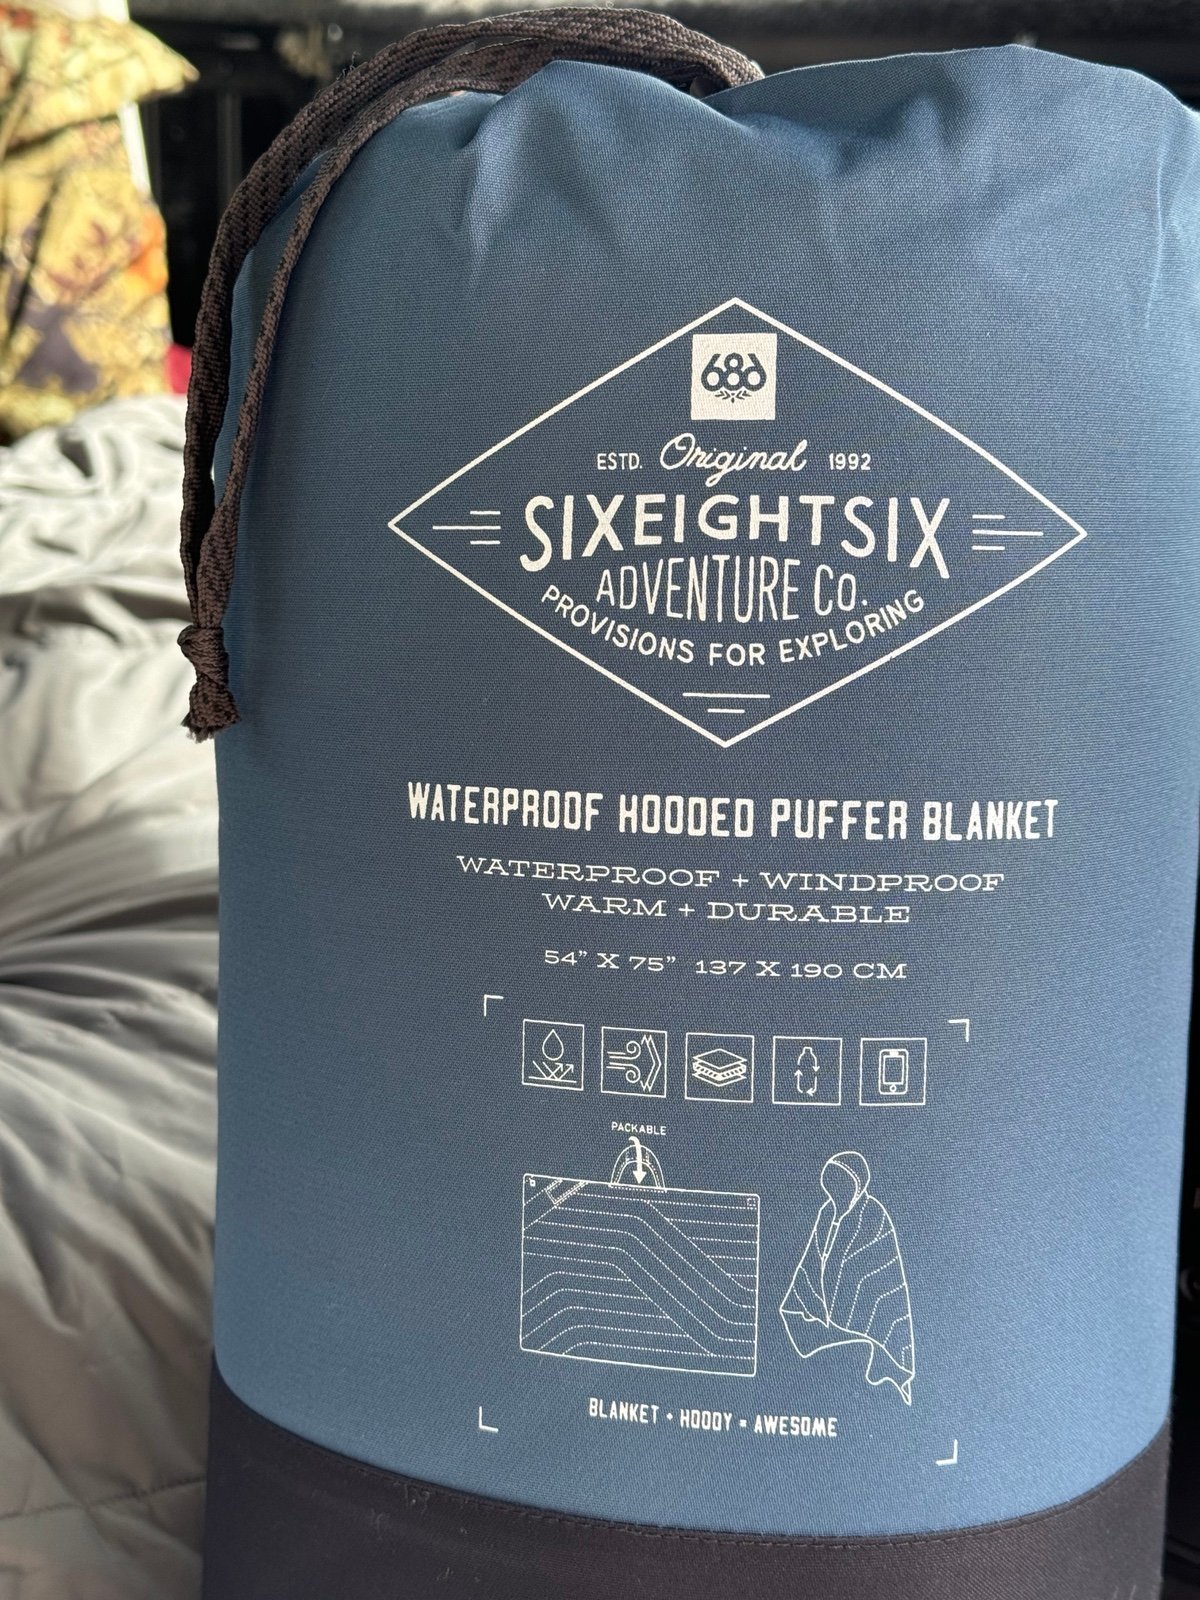 686
ESTD. Original 1992
SIXEIGHTSIX
ADVENTURE CO.
PROVISIONS FOR EXPLORING
WATERPROOF HOODED PUFFER BLANKET
WATERPROOF + WINDPROOF
WARM + DURABLE
54" X 75" 137 X 190 CM
PACKABLE
BLANKET + HOODY = AWESOME